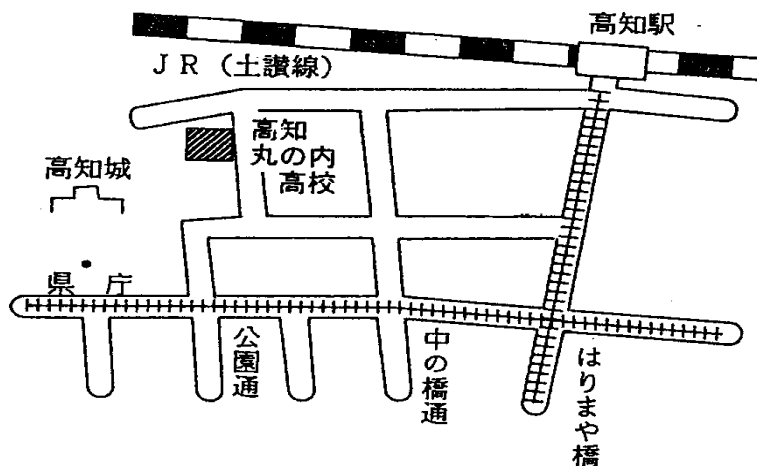 高知駅
JR（土讃線）
高知
丸の内
高校
高知城
県庁
公園通
中の橋通
はりまや橋